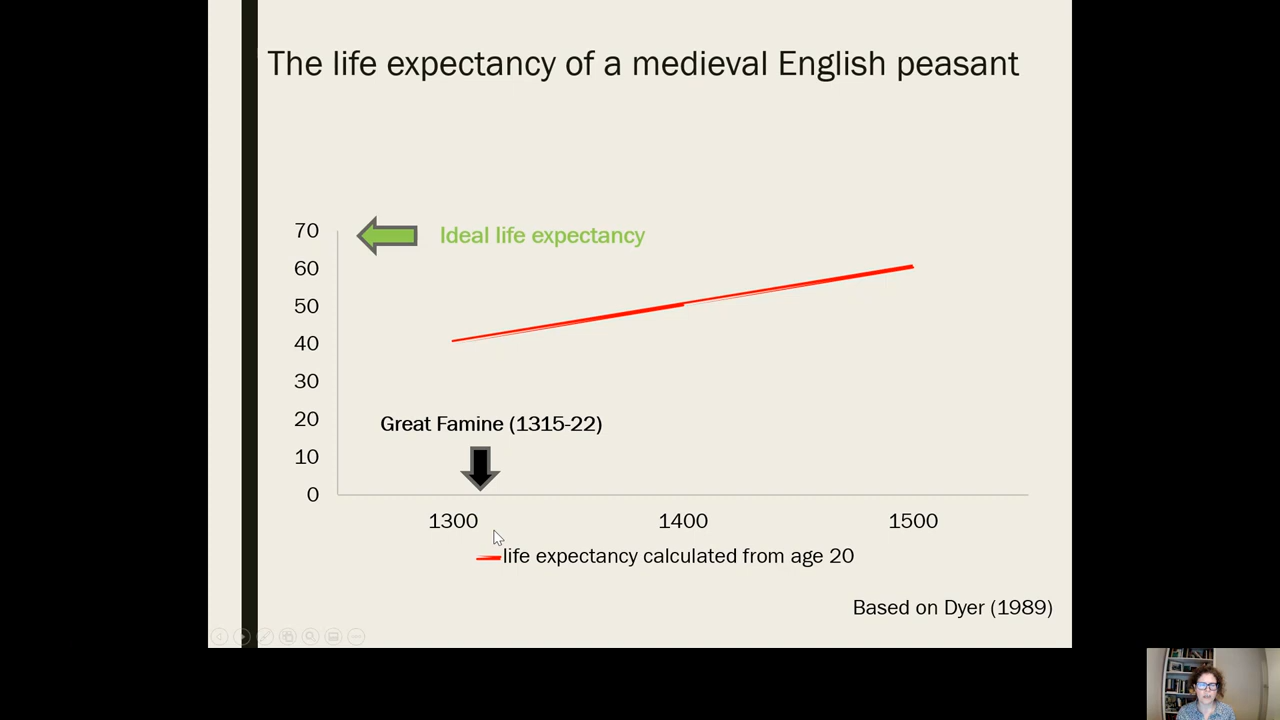 The life expectancy of a medieval English peasant
70
Ideal life expectancy
60
50
40
30
20
Great Famine (1315-22)
10
0
1300 1400 1500
life expectancy calculated from age 20
Based on Dyer (1989)